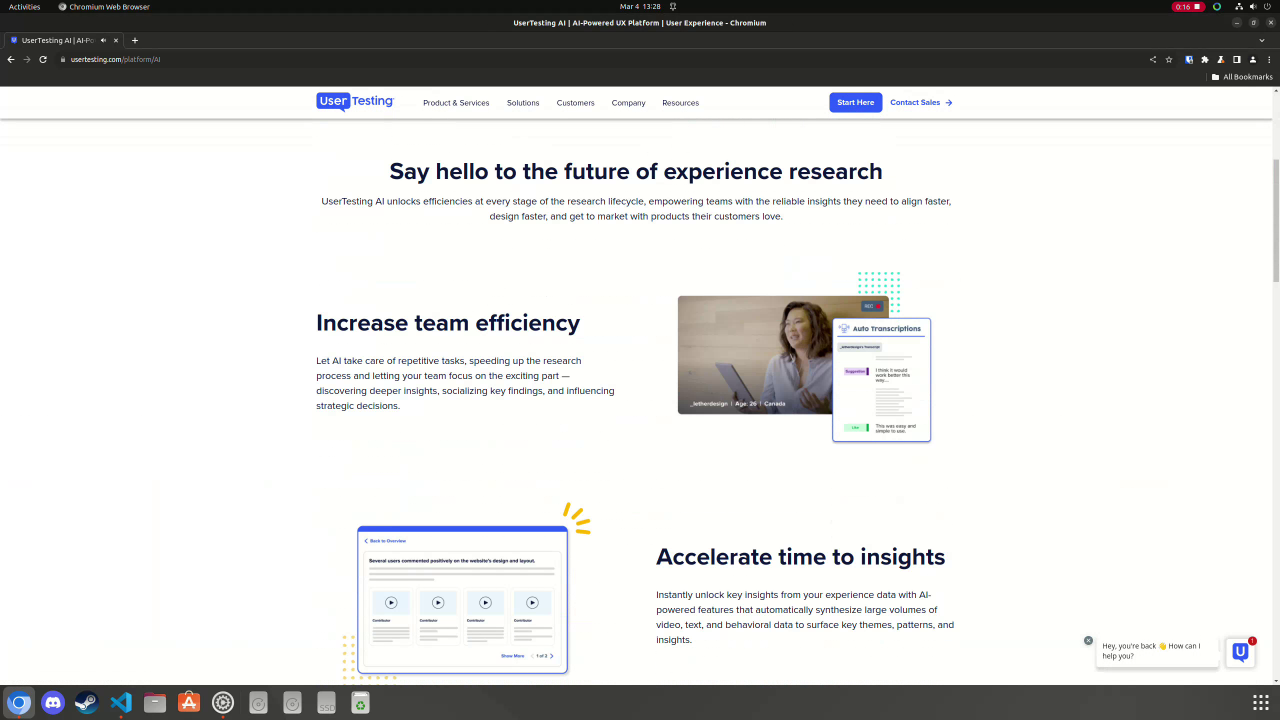 Activities
Chromium Web Browser
Mar 4 13:28
0:16
UserTesting AI | AI-Powered UX Platform | User Experience - Chromium
UserTesting AI | AI-Po
usertesting.com/platform/AI
All Bookmarks
UserTesting
Product & Services
Solutions
Customers
Company
Resources
Start Here
Contact Sales
Say hello to the future of experience research
UserTesting AI unlocks efficiencies at every stage of the research lifecycle, empowering teams with the reliable insights they need to align faster,
design faster, and get to market with products their customers love.
Increase team efficiency
Let AI take care of repetitive tasks, speeding up the research
process and letting your team focus on the exciting part —
discovering deeper insights, socializing key findings, and influencing
strategic decisions.
REC
_letherdesign | Age: 26 | Canada
Auto Transcriptions
_letherdesign's Transcript
Suggestion
I think it would
work better this
way...
Like
This was easy and
simple to use.
Back to Overview
Several users commented positively on the website's design and layout.
Contributor
Contributor
Contributor
Contributor
Show More
1 of 2
Accelerate time to insights
Instantly unlock key insights from your experience data with AI-
powered features that automatically synthesize large volumes of
video, text, and behavioral data to surface key themes, patterns, and
insights.
Hey, you're back 👋 How can I
help you?
1
SSD